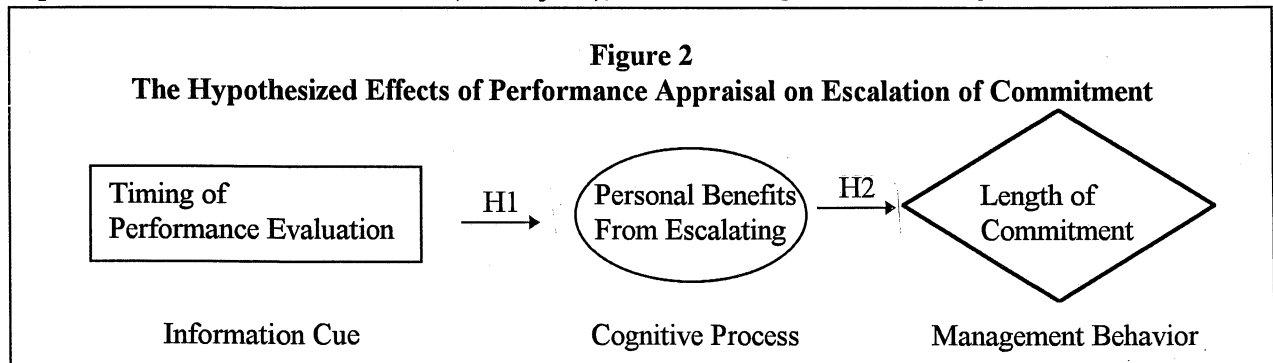 Figure 2
The Hypothesized Effects of Performance Appraisal on Escalation of Commitment
Timing of
Performance Evaluation
H1
Personal Benefits
From Escalating
H2
Length of
Commitment
Information Cue
Cognitive Process
Management Behavior